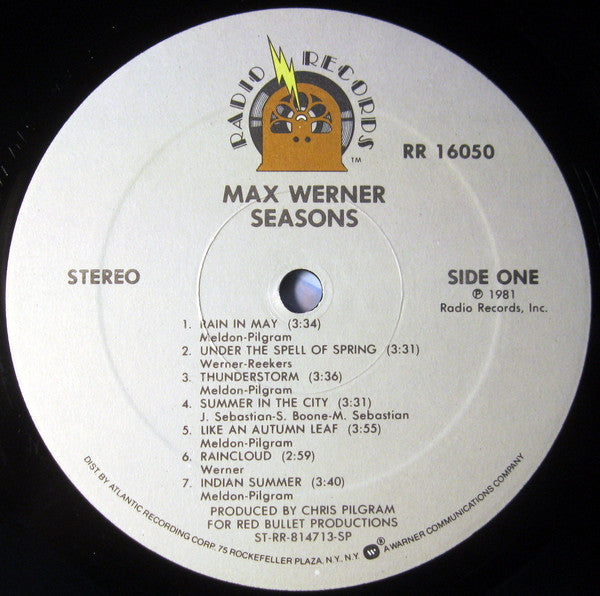 RADIO RECORDS
TM
RR 16050
MAX WERNER
SEASONS
STEREO
SIDE ONE
℗ 1981
Radio Records, Inc.
1. RAIN IN MAY (3:34)
Meldon-Pilgram
2. UNDER THE SPELL OF SPRING (3:31)
Werner-Reekers
3. THUNDERSTORM (3:36)
Meldon-Pilgram
4. SUMMER IN THE CITY (3:31)
J. Sebastian-S. Boone-M. Sebastian
5. LIKE AN AUTUMN LEAF (3:55)
Meldon-Pilgram
6. RAINCLOUD (2:59)
Werner
7. INDIAN SUMMER (3:40)
Meldon-Pilgram
PRODUCED BY CHRIS PILGRAM
FOR RED BULLET PRODUCTIONS
ST-RR-814713-SP
DIST. BY ATLANTIC RECORDING CORP. 75 ROCKEFELLER PLAZA, N.Y. N.Y. ® A WARNER COMMUNICATIONS COMPANY